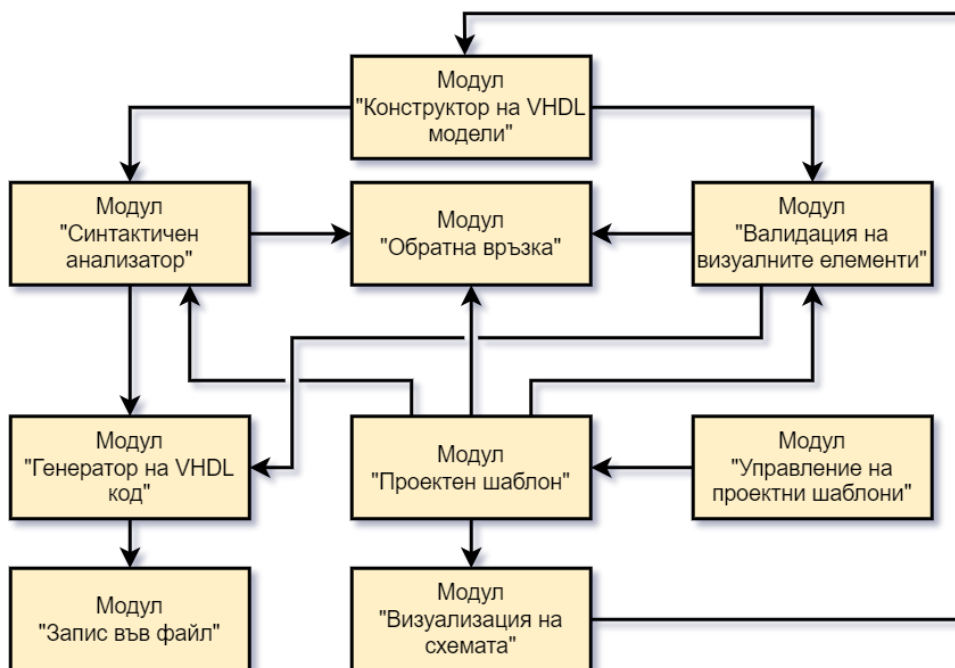 Модул
"Конструктор на VHDL
модели"
Модул
"Синтактичен
анализатор"
Модул
"Обратна връзка"
Модул
"Валидация на
визуалните елементи"
Модул
"Генератор на VHDL
код"
Модул
"Проектен шаблон"
Модул
"Управление на
проектни шаблони"
Модул
"Запис във файл"
Модул
"Визуализация на
схемата"